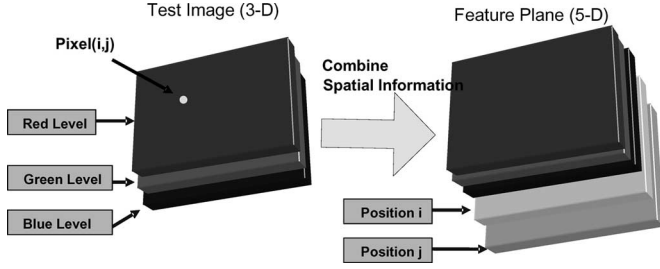 Test Image (3-D)
Feature Plane (5-D)
Pixel(i,j)
Combine
Spatial Information
Red Level
Green Level
Blue Level
Position i
Position j